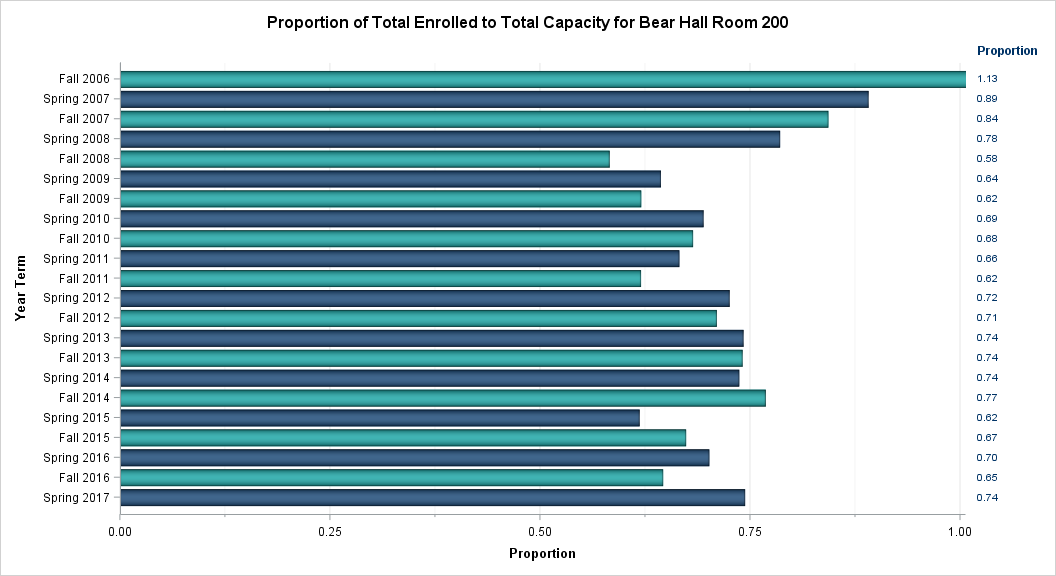 Proportion of Total Enrolled to Total Capacity for Bear Hall Room 200
Proportion
Fall 2006 1.13
Spring 2007 0.89
Fall 2007 0.84
Spring 2008 0.78
Fall 2008 0.58
Spring 2009 0.64
Fall 2009 0.62
Spring 2010 0.69
Fall 2010 0.68
Spring 2011 0.66
Fall 2011 0.62
Spring 2012 0.72
Fall 2012 0.71
Spring 2013 0.74
Fall 2013 0.74
Spring 2014 0.74
Fall 2014 0.77
Spring 2015 0.62
Fall 2015 0.67
Spring 2016 0.70
Fall 2016 0.65
Spring 2017 0.74
Year Term
0.00 0.25 0.50 0.75 1.00
Proportion